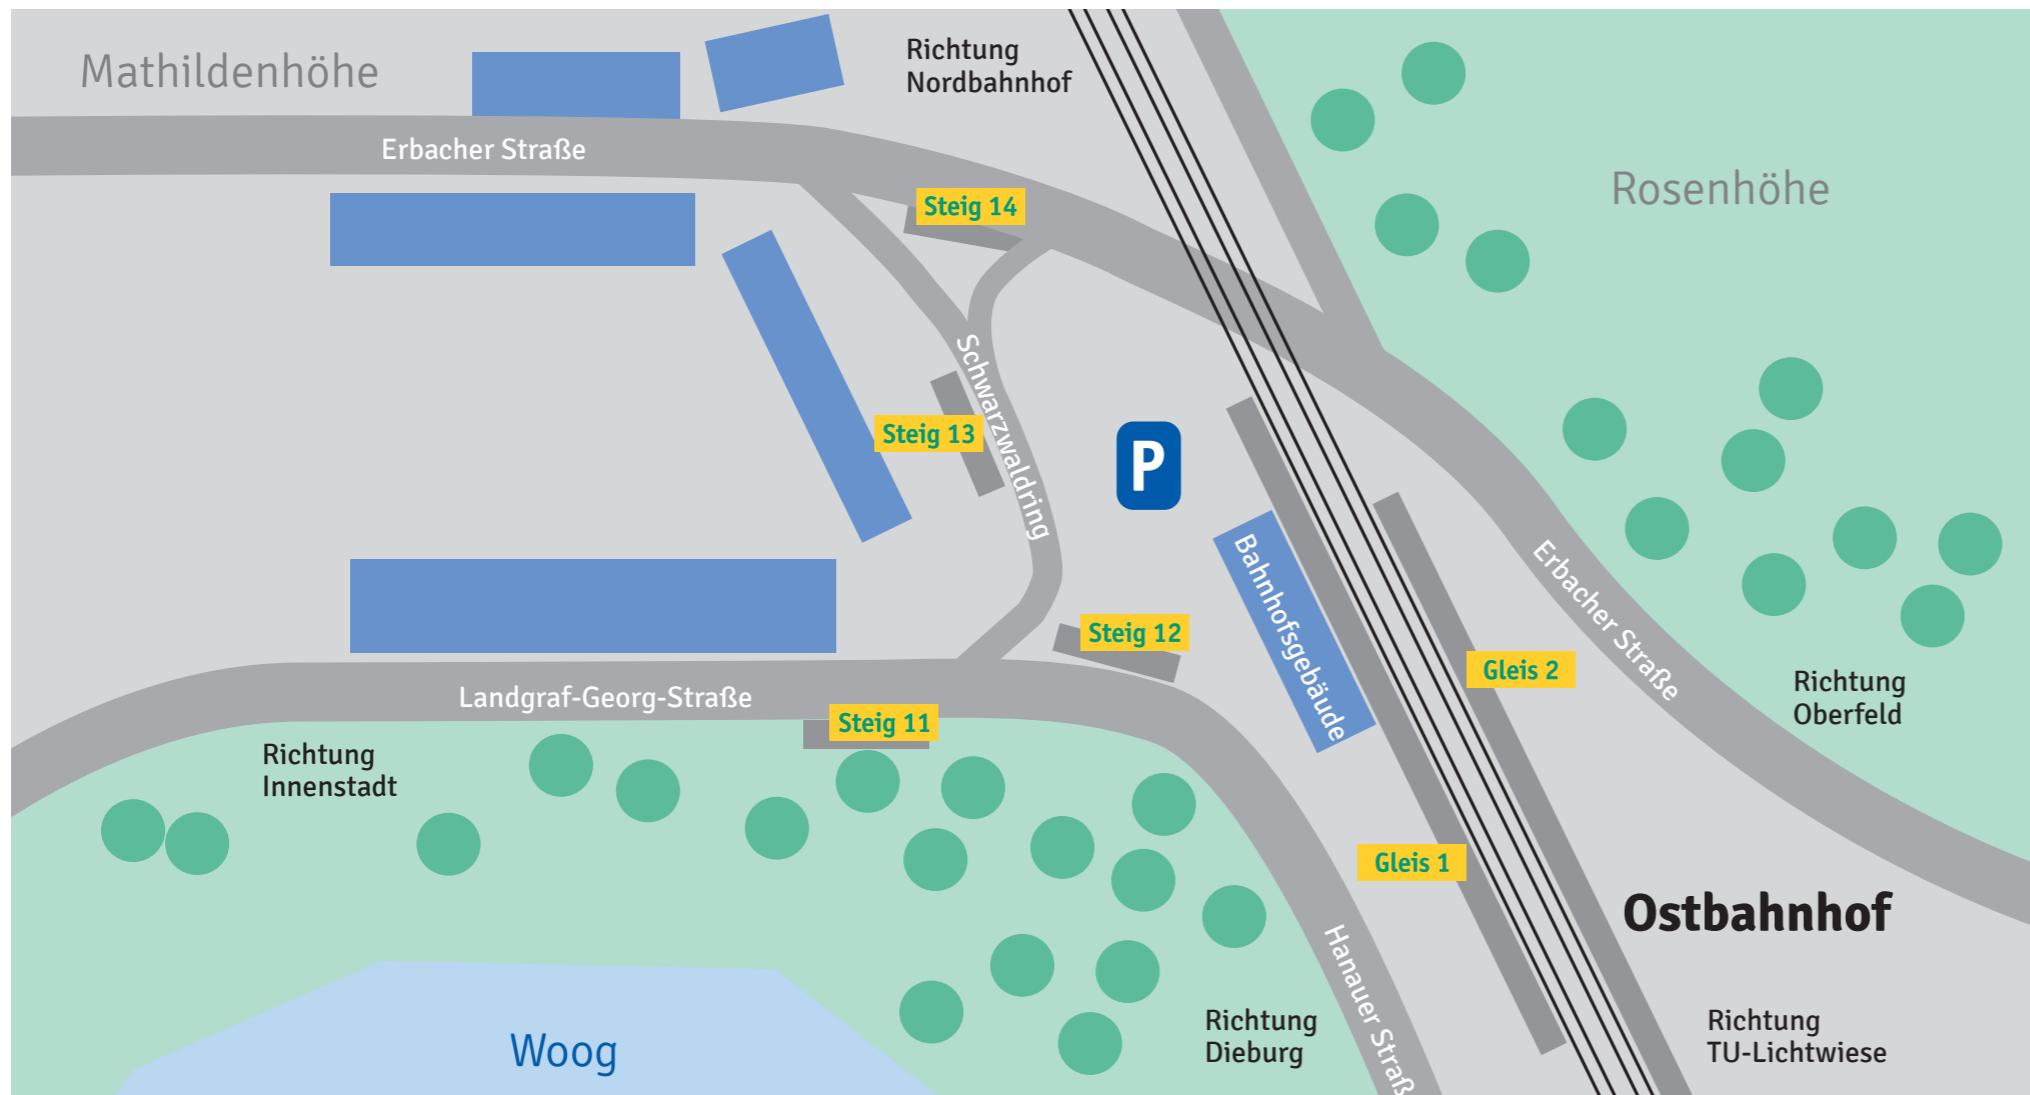 Mathildenhöhe
Richtung
Nordbahnhof
Erbacher Straße
Steig 14
Rosenhöhe
Schwarzwaldring
Steig 13
P
Bahnhofsgebäude
Steig 12
Gleis 2
Erbacher Straße
Richtung
Oberfeld
Landgraf-Georg-Straße
Steig 11
Richtung
Innenstadt
Gleis 1
Ostbahnhof
Hanauer Straß
Richtung
Dieburg
Richtung
TU-Lichtwiese
Woog